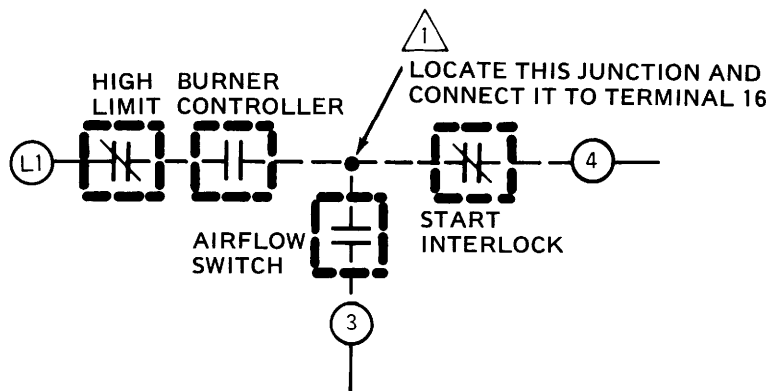 1
LOCATE THIS JUNCTION AND
CONNECT IT TO TERMINAL 16
HIGH
LIMIT
BURNER
CONTROLLER
L1
4
AIRFLOW
SWITCH
START
INTERLOCK
3